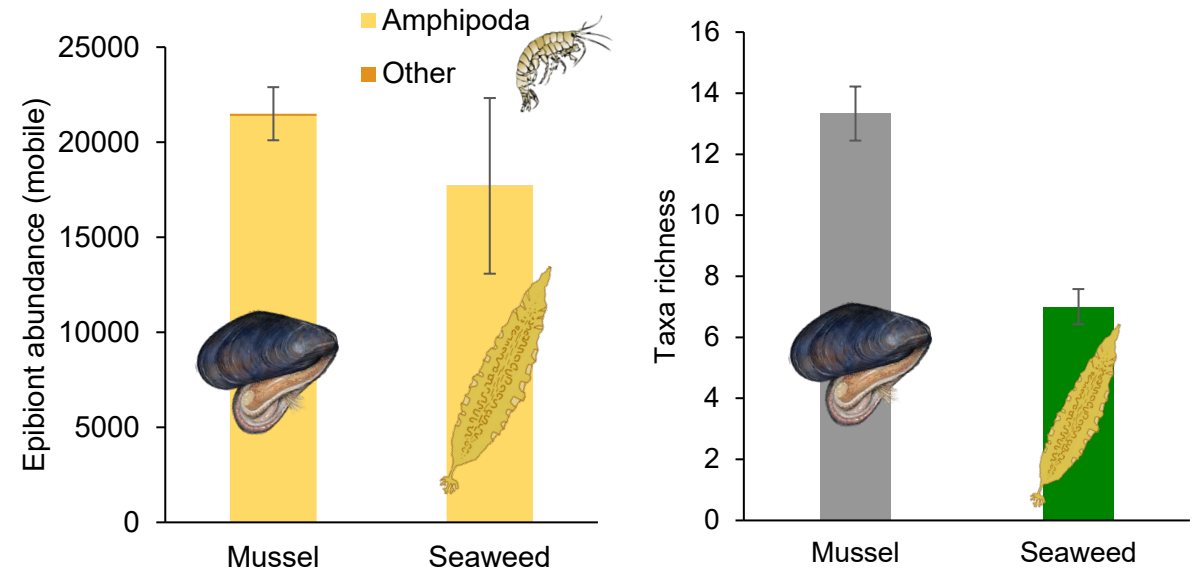 Amphipoda
Other
Epibiont abundance (mobile)
25000
20000
15000
10000
5000
0
Mussel
Seaweed
Taxa richness
16
14
12
10
8
6
4
2
0
Mussel
Seaweed